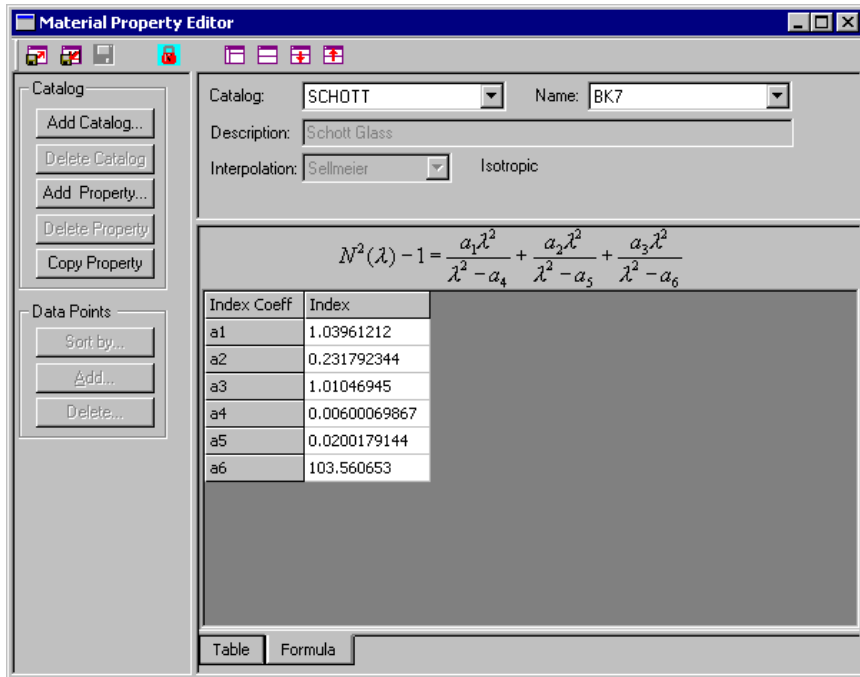 Material Property Editor
Catalog
Add Catalog...
Delete Catalog
Add Property...
Delete Property
Copy Property
Data Points
Sort by...
Add...
Delete...
Catalog: SCHOTT Name: BK7
Description: Schott Glass
Interpolation: Sellmeier Isotropic
N²(λ) − 1 = a₁λ²/(λ² − a₄) + a₂λ²/(λ² − a₅) + a₃λ²/(λ² − a₆)
Index Coeff Index
a1 1.03961212
a2 0.231792344
a3 1.01046945
a4 0.00600069867
a5 0.0200179144
a6 103.560653
Table Formula